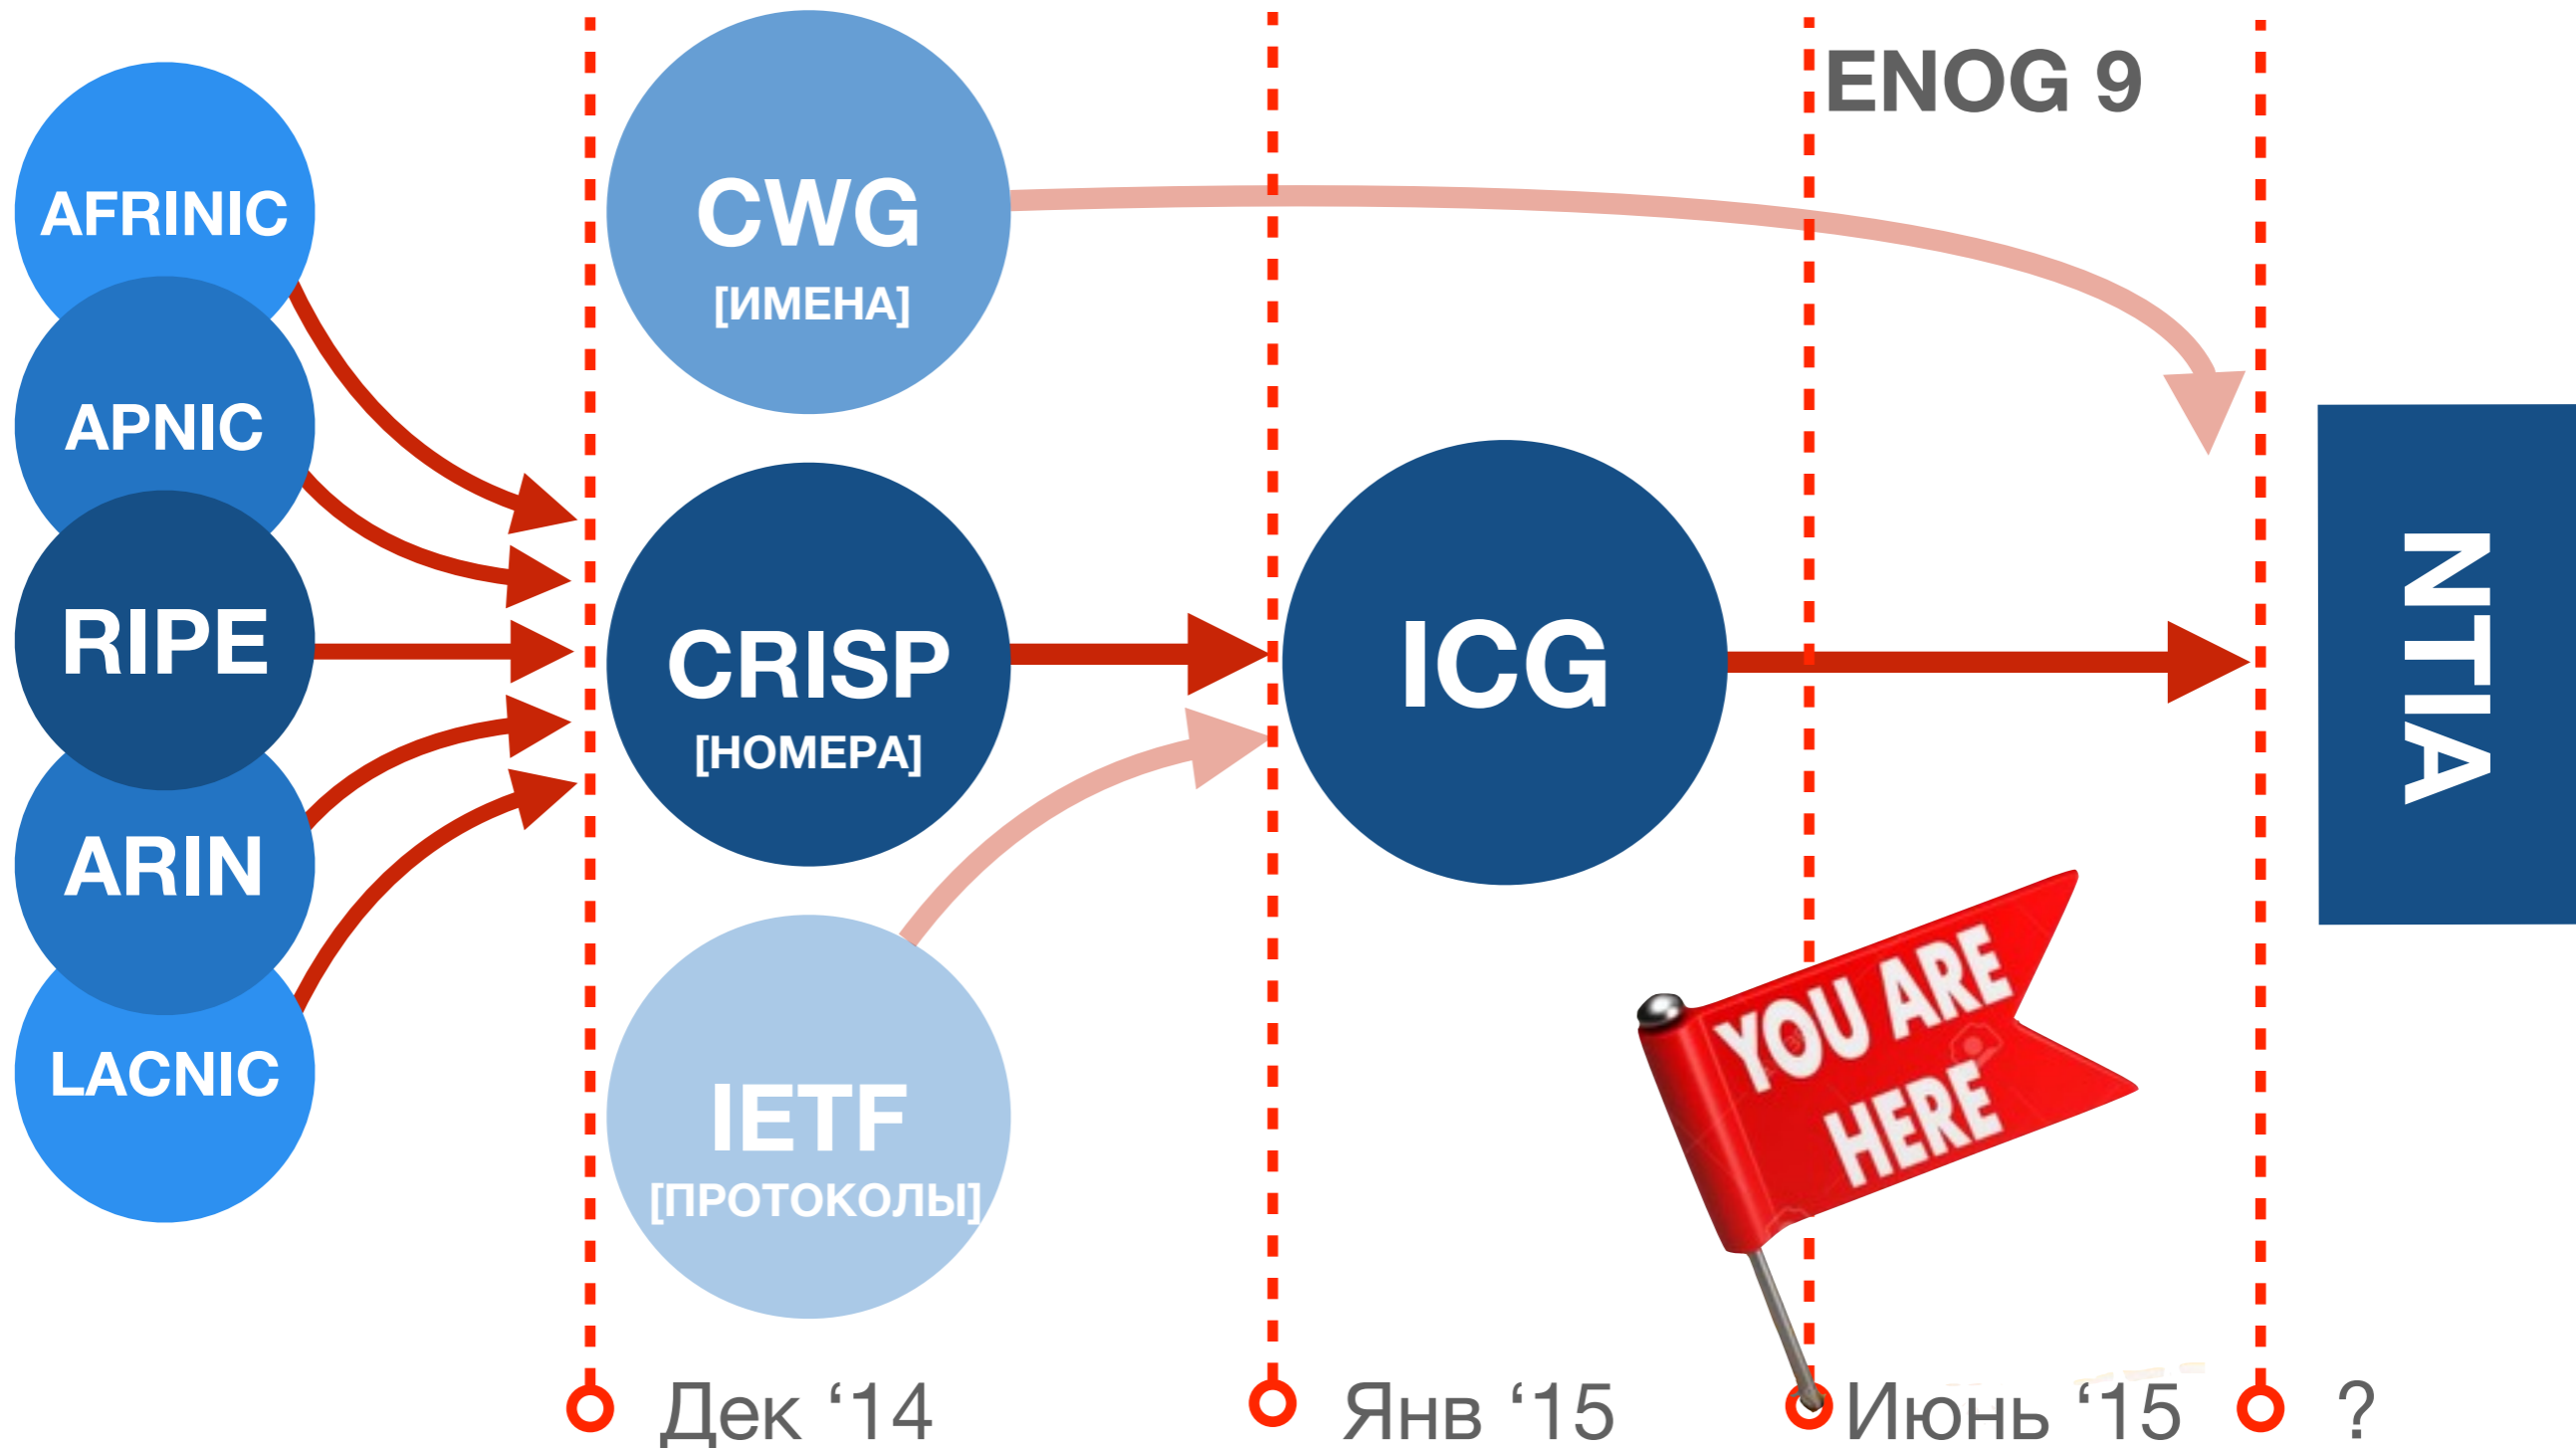 ENOG 9
AFRINIC
APNIC
RIPE
ARIN
LACNIC
CWG
[ИМЕНА]
CRISP
[НОМЕРА]
IETF
[ПРОТОКОЛЫ]
ICG
NTIA
YOU ARE
HERE
Дек ‘14
Янв ‘15
Июнь ‘15
?